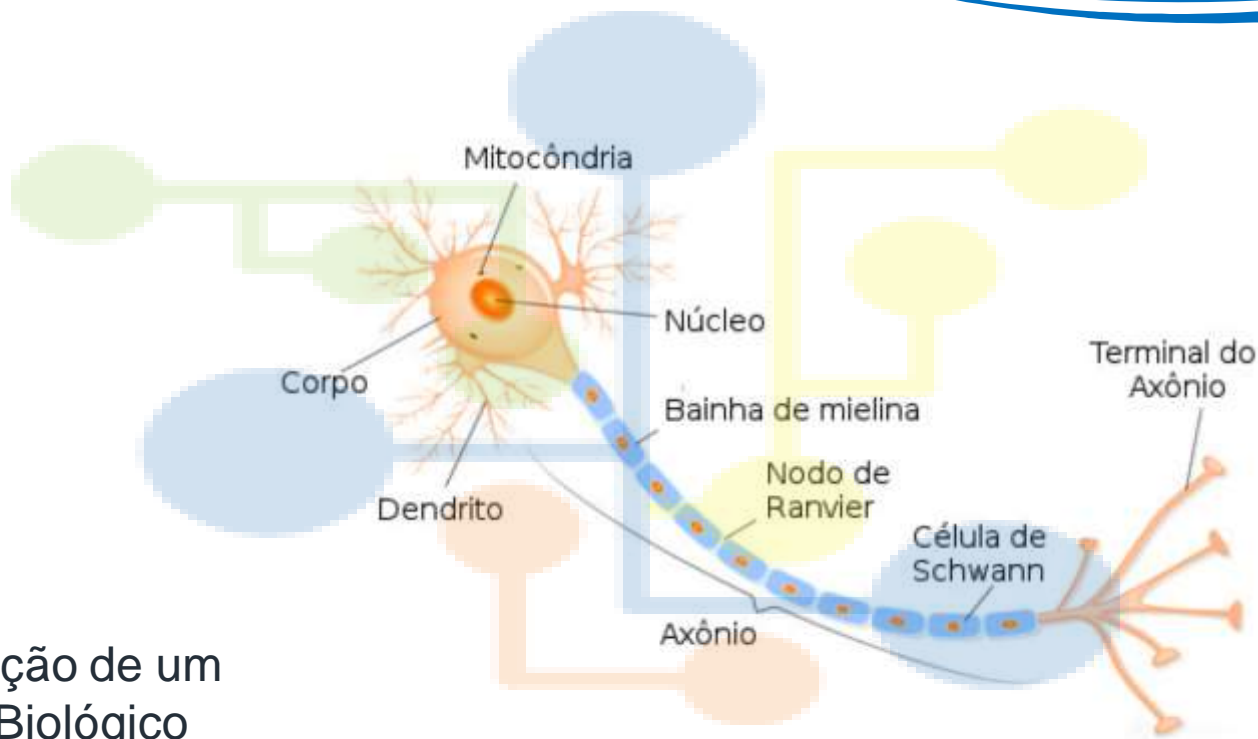 Mitocôndria
Núcleo
Terminal do
Axônio
Corpo
Bainha de mielina
Nodo de
Ranvier
Dendrito
Célula de
Schwann
Axônio
ção de um
Biológico